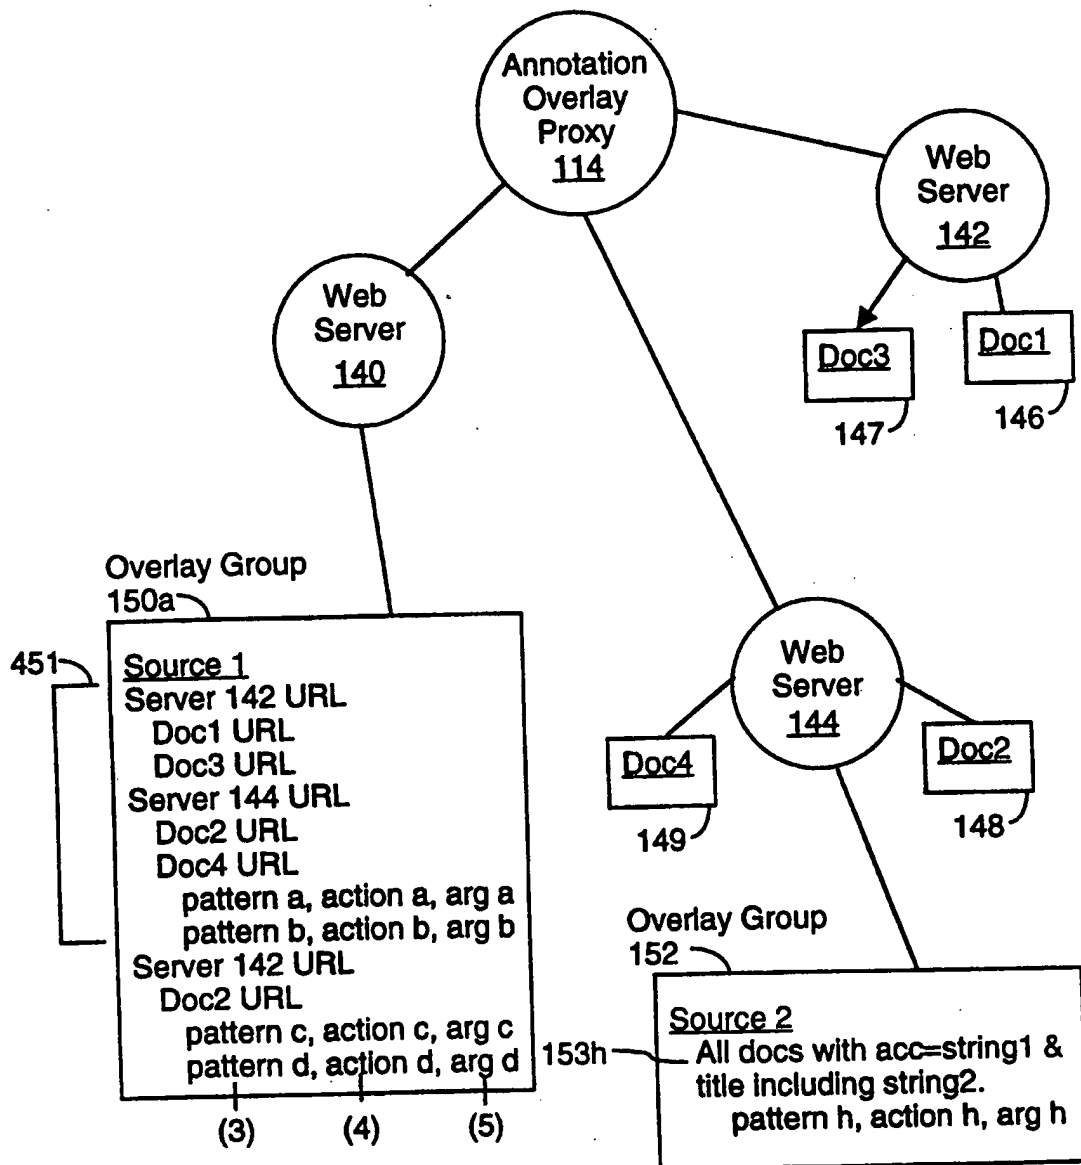 Annotation
Overlay
Proxy
114
Web
Server
142
Web
Server
140
Doc3
Doc1
147
146
Overlay Group
150a
451
Source 1
Server 142 URL
Doc1 URL
Doc3 URL
Server 144 URL
Doc2 URL
Doc4 URL
pattern a, action a, arg a
pattern b, action b, arg b
Server 142 URL
Doc2 URL
pattern c, action c, arg c
pattern d, action d, arg d
(3) (4) (5)
Web
Server
144
Doc4
Doc2
149
148
Overlay Group
152
Source 2
153h
All docs with acc=string1 &
title including string2.
pattern h, action h, arg h